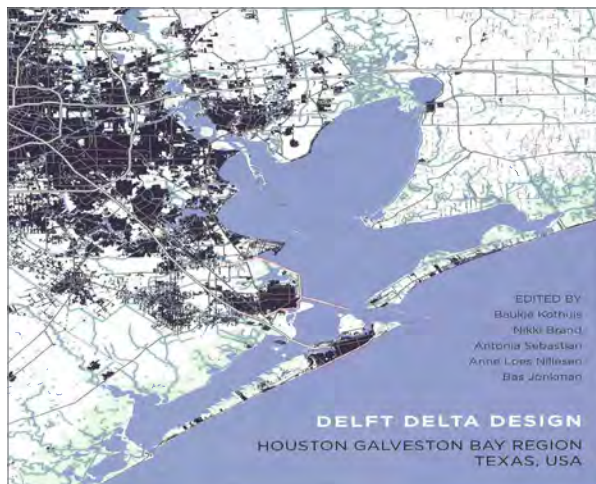 EDITED BY
Baukje Kothuis
Nikki Brand
Antonia Sebastian
Anne Loes Nillesen
Bas Jonkman
DELFT DELTA DESIGN
HOUSTON GALVESTON BAY REGION
TEXAS, USA